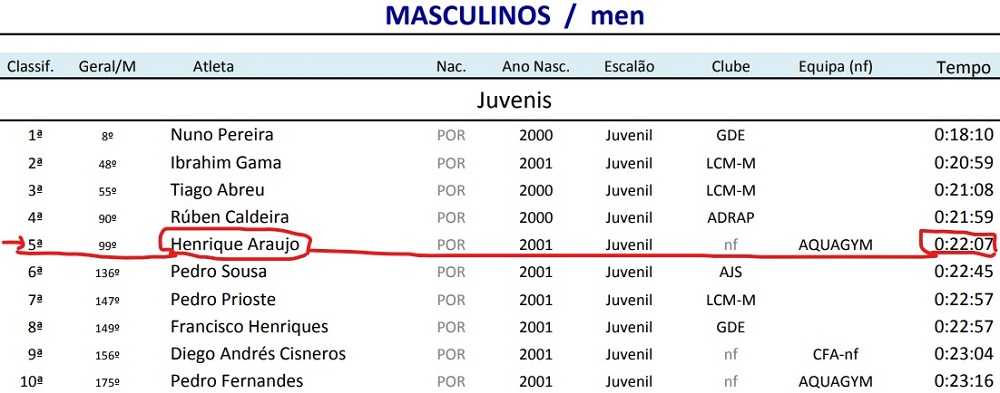 MASCULINOS / men
Classif. Geral/M Atleta Nac. Ano Nasc. Escalão Clube Equipa (nf) Tempo
Juvenis
1ª 8º Nuno Pereira POR 2000 Juvenil GDE 0:18:10
2ª 48º Ibrahim Gama POR 2001 Juvenil LCM-M 0:20:59
3ª 55º Tiago Abreu POR 2000 Juvenil LCM-M 0:21:08
4ª 90º Rúben Caldeira POR 2000 Juvenil ADRAP 0:21:59
5ª 99º Henrique Araujo POR 2001 Juvenil nf AQUAGYM 0:22:07
6ª 136º Pedro Sousa POR 2001 Juvenil AJS 0:22:45
7ª 147º Pedro Prioste POR 2001 Juvenil LCM-M 0:22:57
8ª 149º Francisco Henriques POR 2001 Juvenil GDE 0:22:57
9ª 156º Diego Andrés Cisneros POR 2001 Juvenil nf CFA-nf 0:23:04
10ª 175º Pedro Fernandes POR 2001 Juvenil nf AQUAGYM 0:23:16